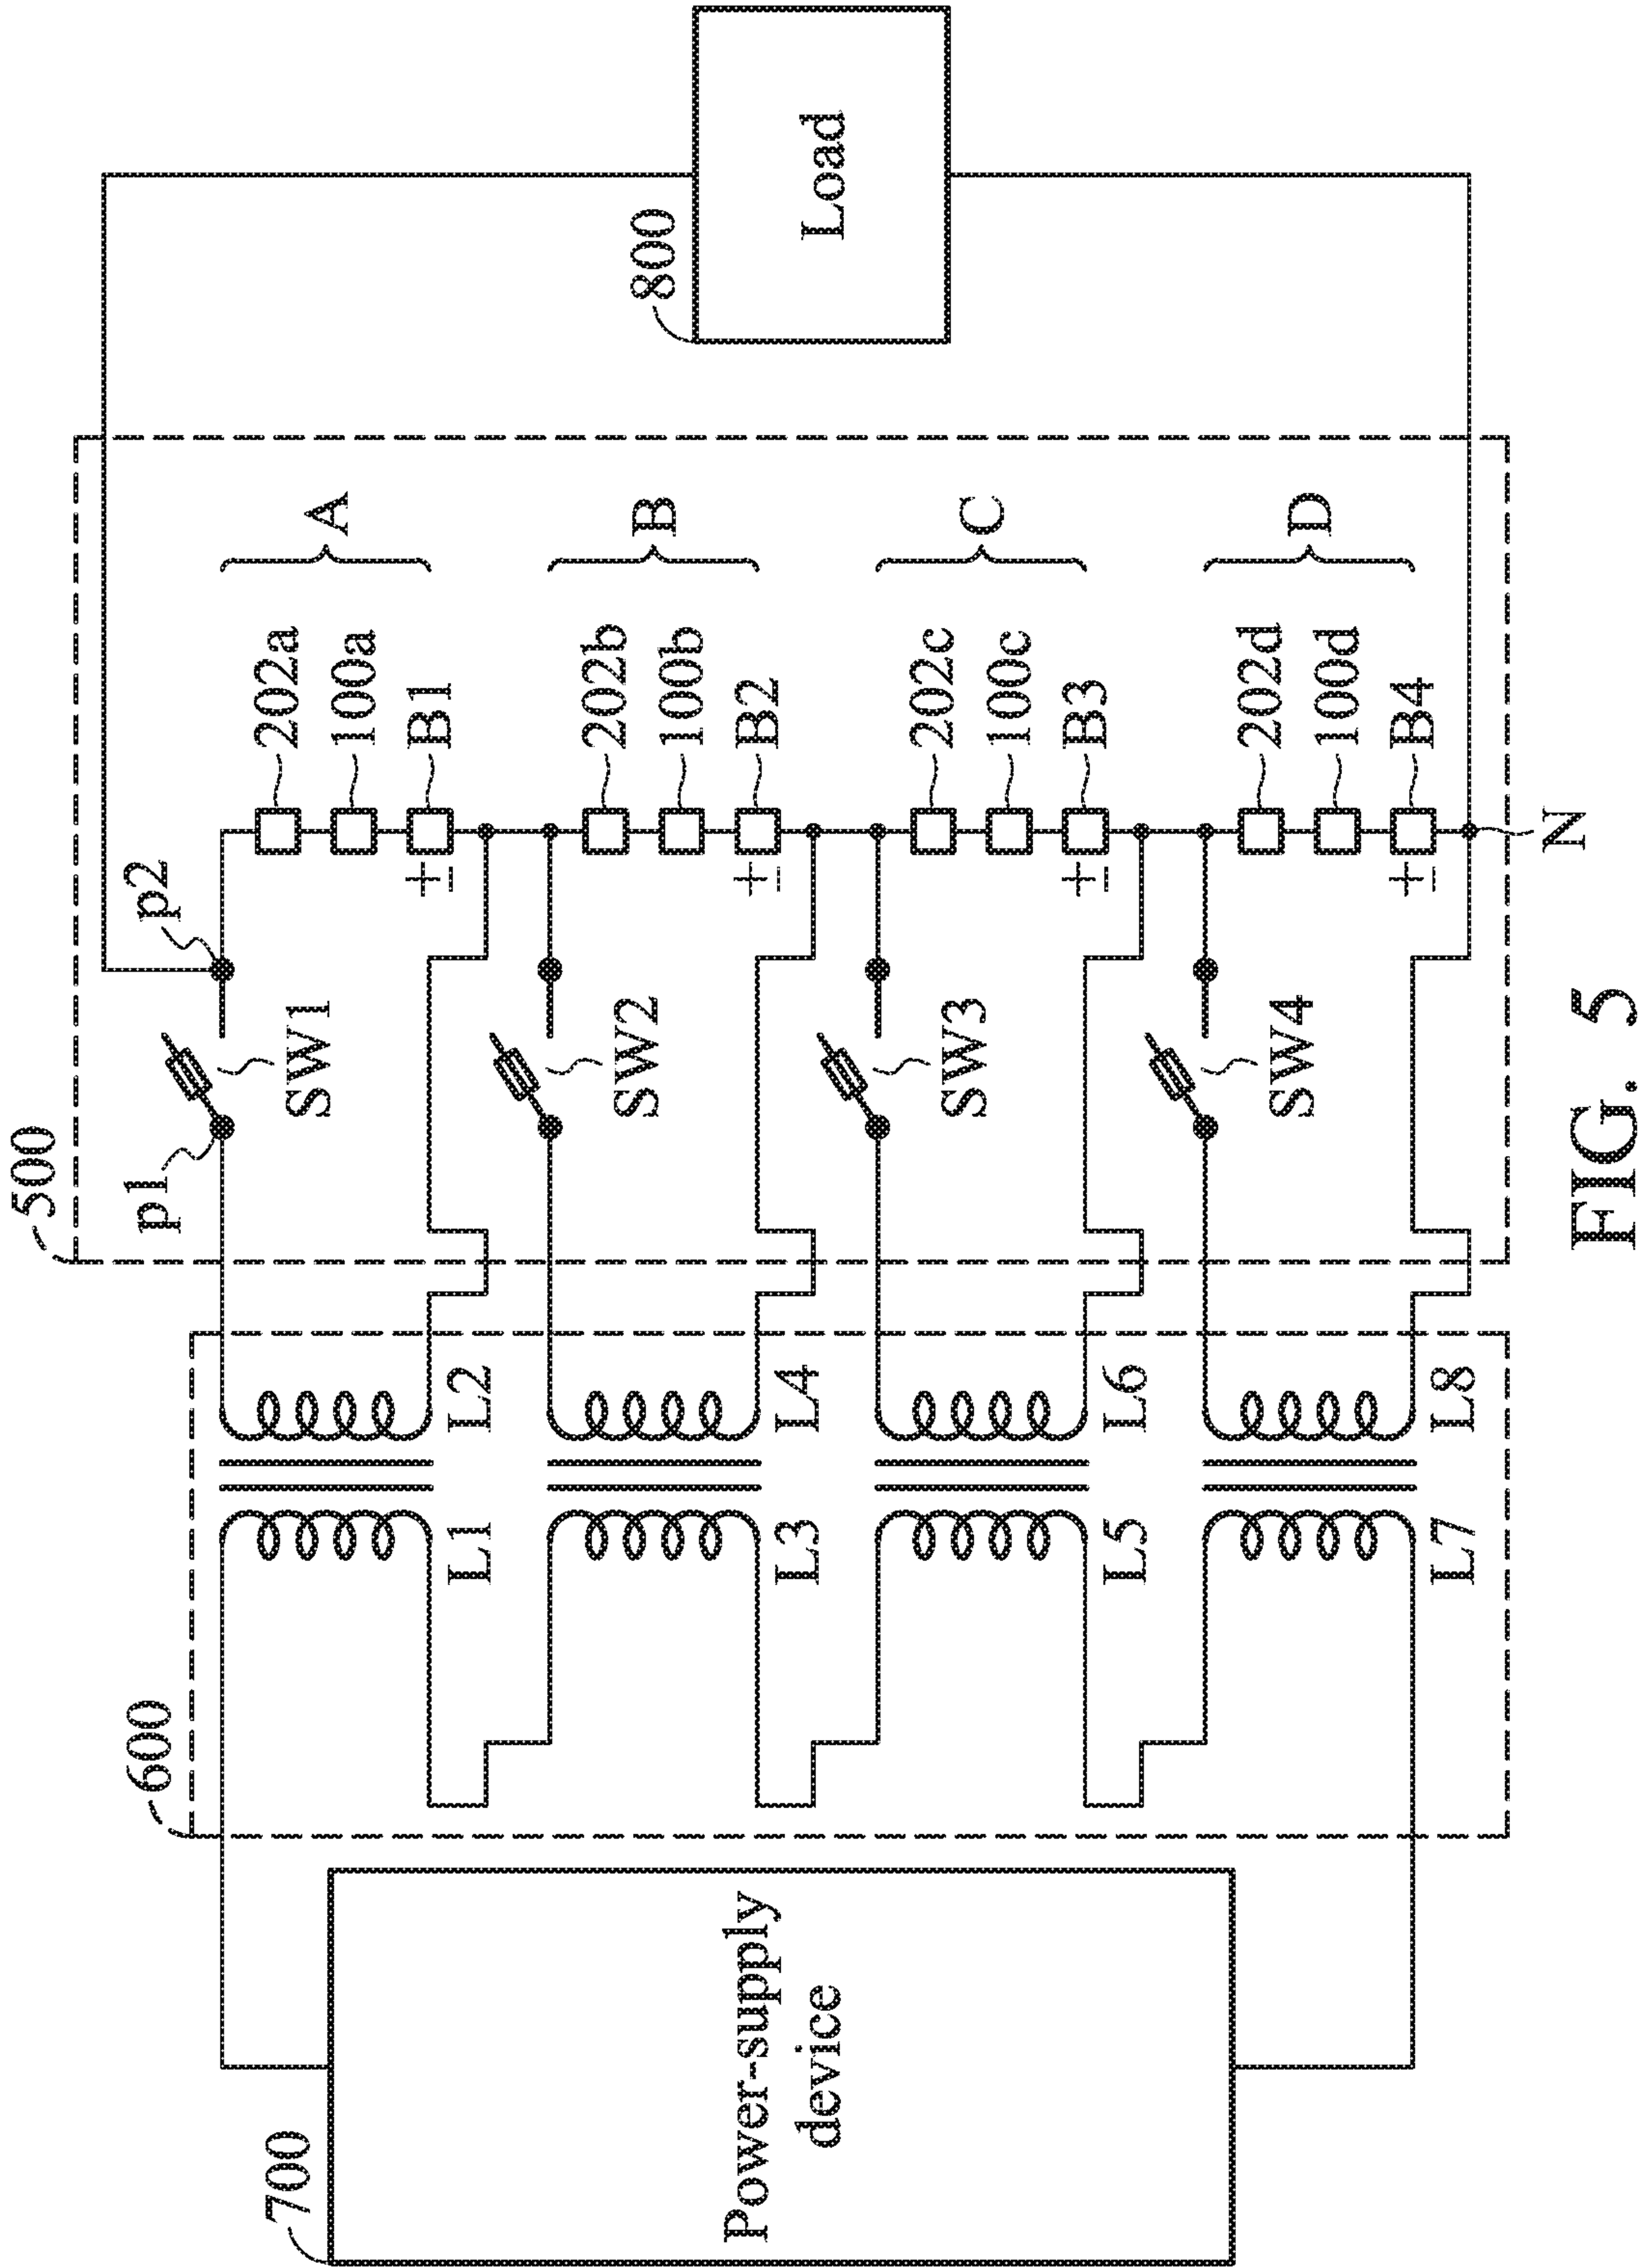 700
Power-supply
device
600
L1
L2
L3
L4
L5
L6
L7
L8
500
p1
p2
SW1
SW2
SW3
SW4
202a
100a
B1
+
-
A
202b
100b
B2
+
-
B
202c
100c
B3
+
-
C
202d
100d
B4
+
-
D
N
800
Load
FIG. 5